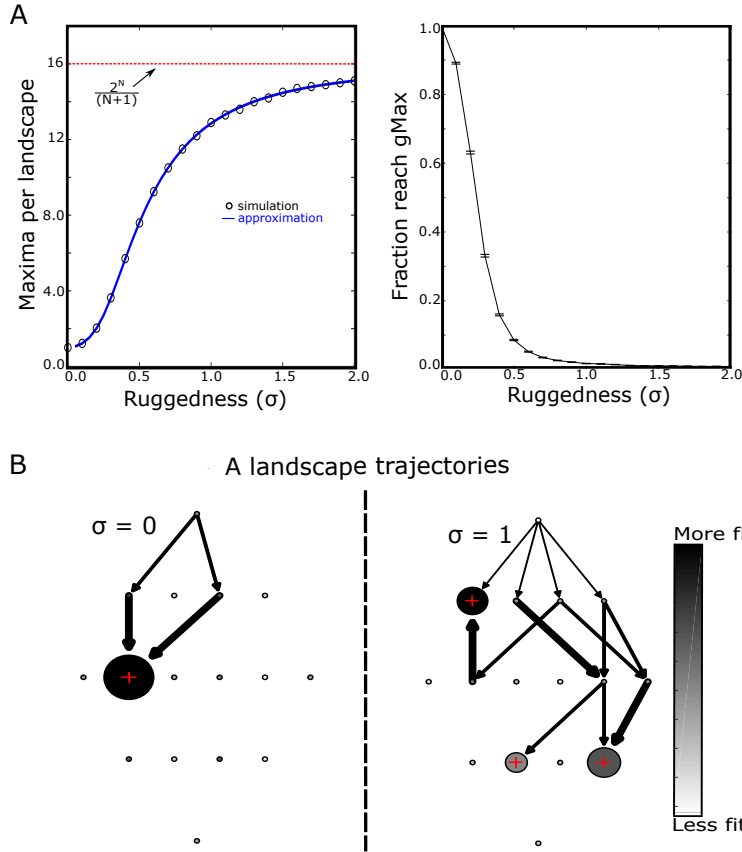 A
Maxima per landscape
16
12
8.0
4.0
0.0
2^N
(N+1)
simulation
approximation
0.0
0.5
1.0
1.5
2.0
Ruggedness (σ)
Fraction reach gMax
1.0
0.8
0.6
0.4
0.2
0.0
0.0
0.5
1.0
1.5
2.0
Ruggedness (σ)
B
A landscape trajectories
σ = 0
σ = 1
More fi
Less fit